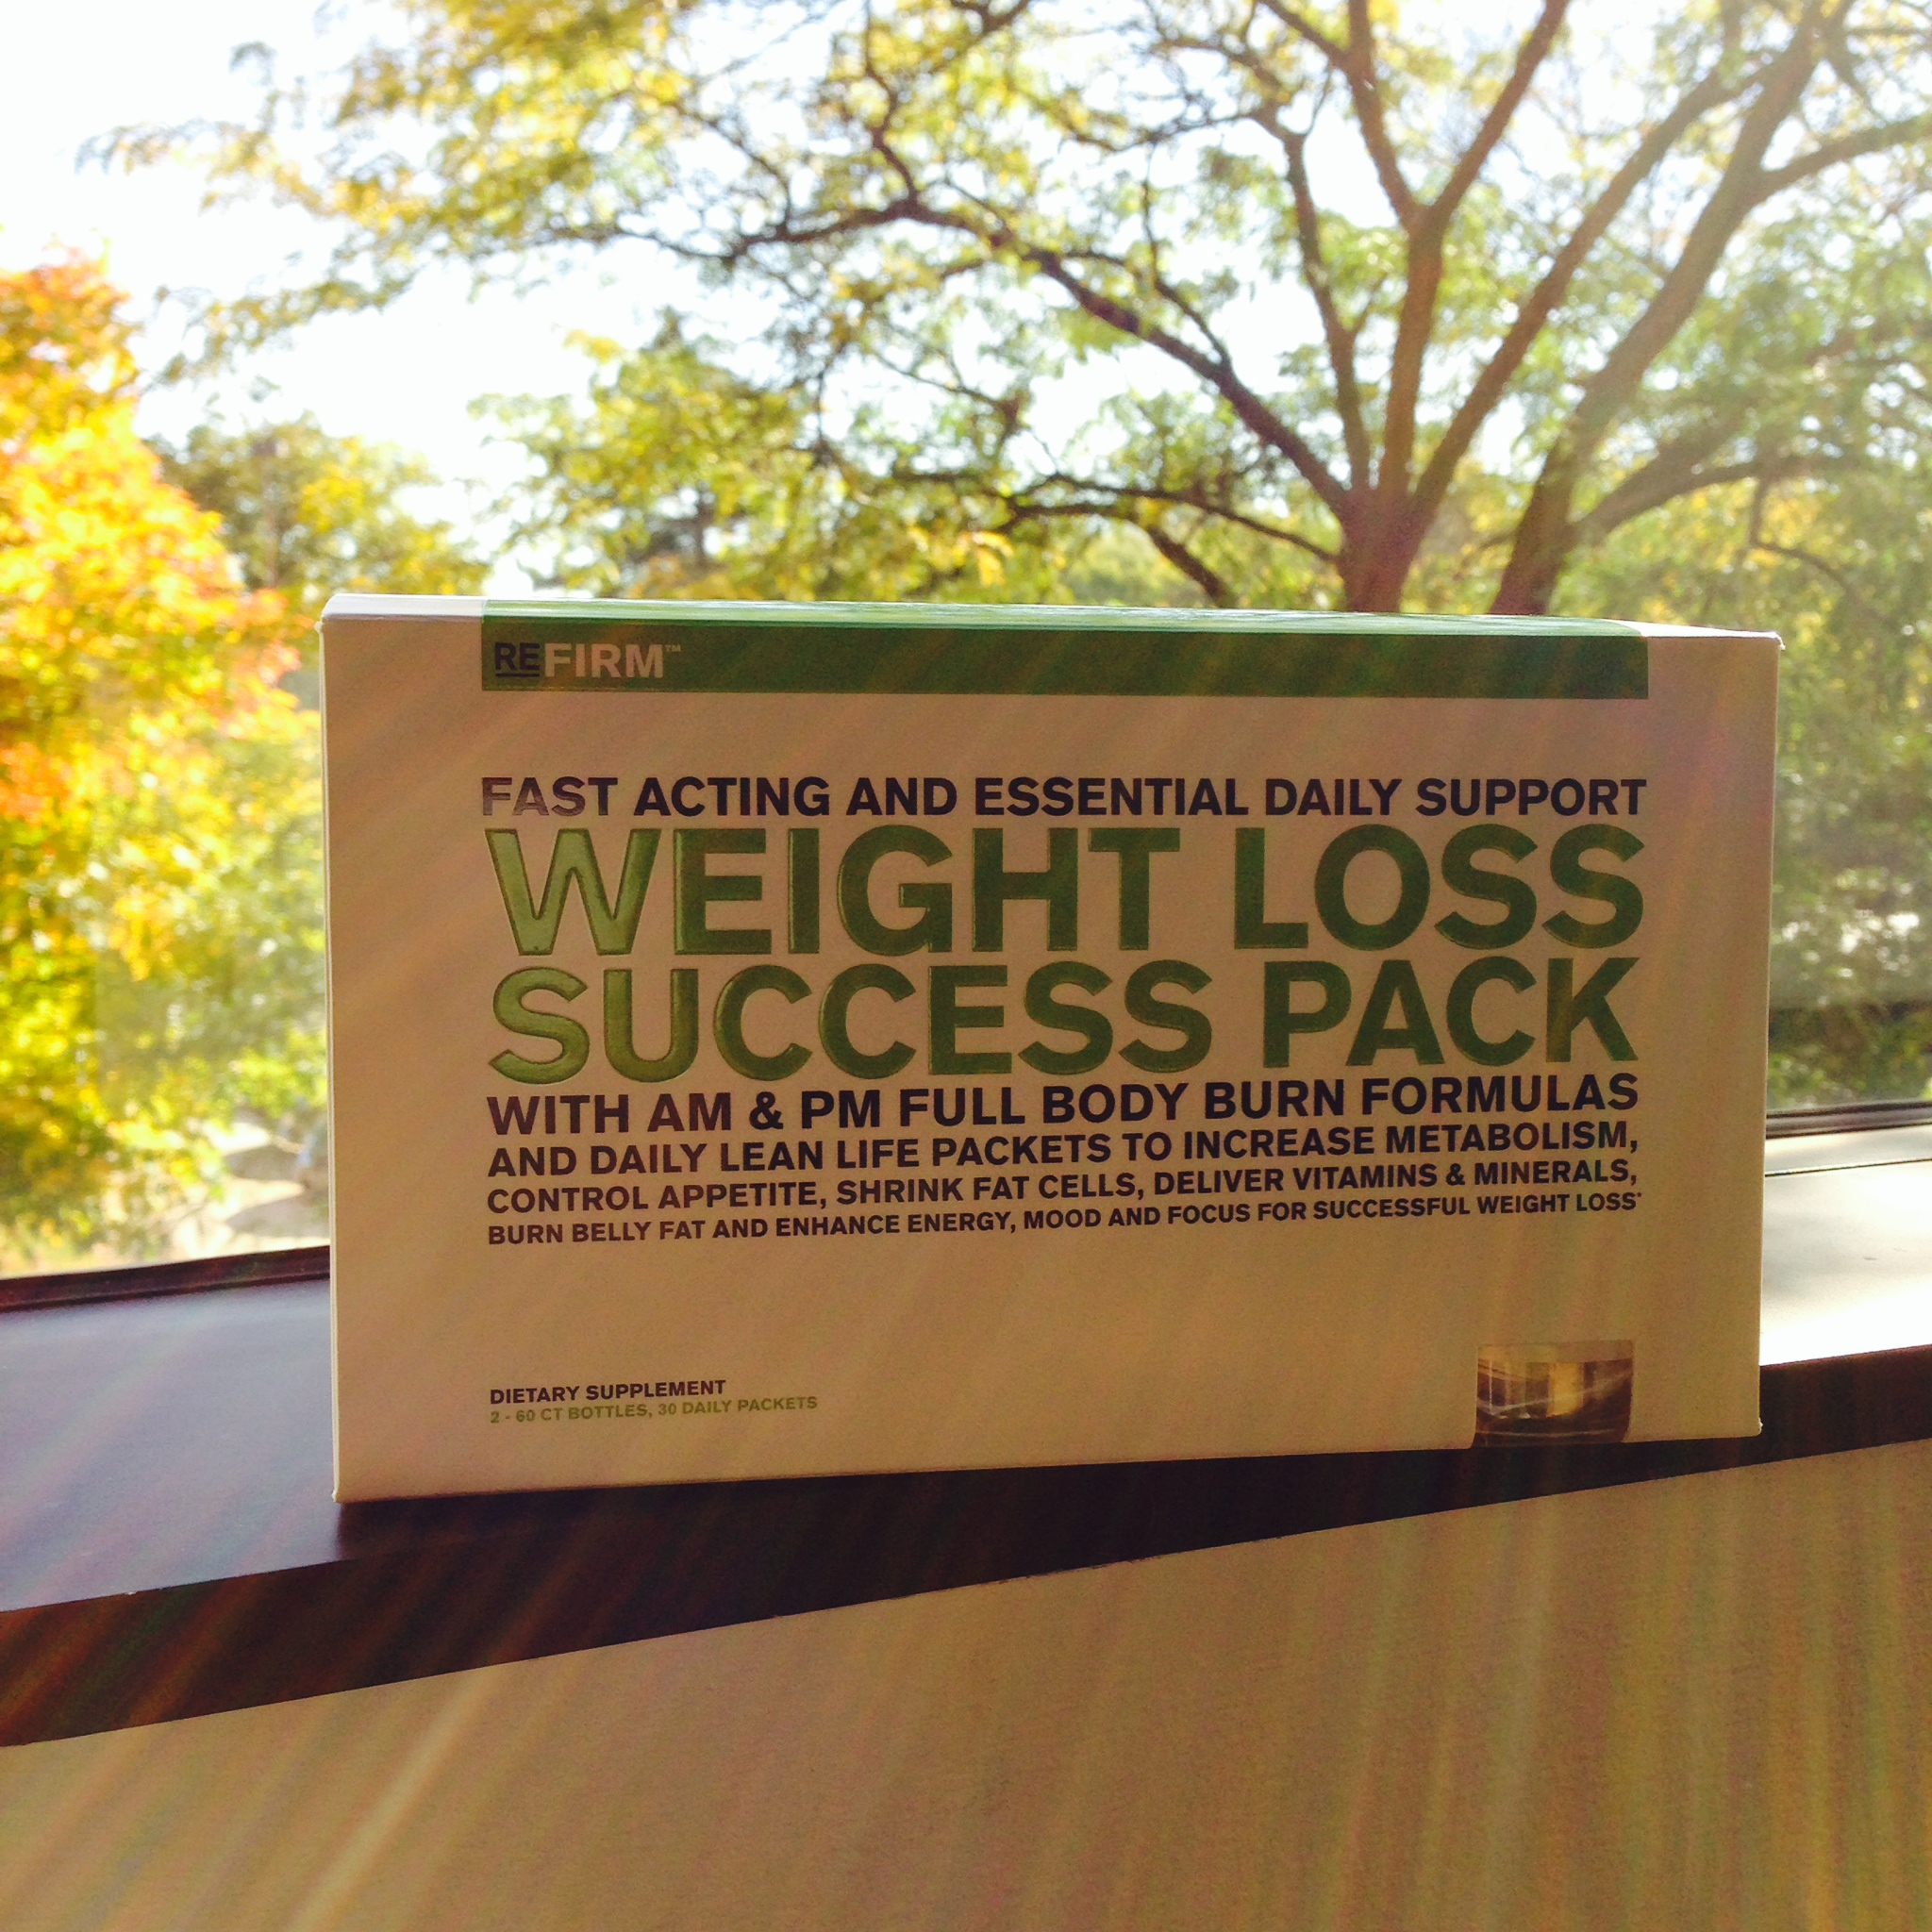 REFIRM™
FAST ACTING AND ESSENTIAL DAILY SUPPORT
WEIGHT LOSS
SUCCESS PACK
WITH AM & PM FULL BODY BURN FORMULAS
AND DAILY LEAN LIFE PACKETS TO INCREASE METABOLISM,
CONTROL APPETITE, SHRINK FAT CELLS, DELIVER VITAMINS & MINERALS,
BURN BELLY FAT AND ENHANCE ENERGY, MOOD AND FOCUS FOR SUCCESSFUL WEIGHT LOSS*
DIETARY SUPPLEMENT
2 - 60 CT BOTTLES, 30 DAILY PACKETS